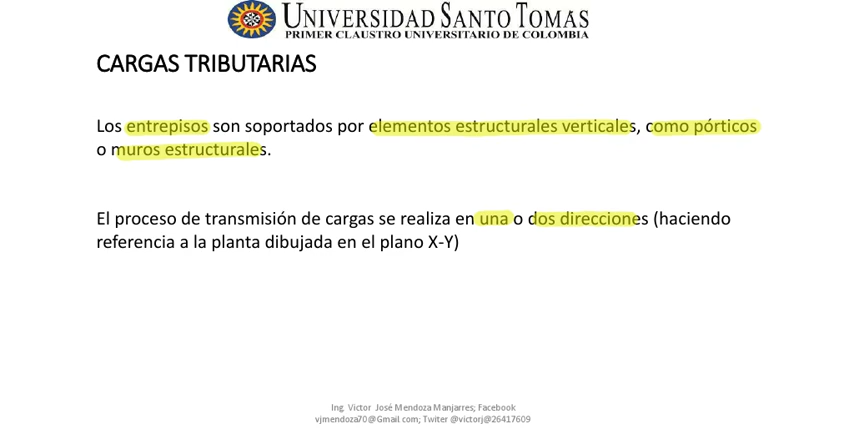 UNIVERSIDAD SANTO TOMAS
PRIMER CLAUSTRO UNIVERSITARIO DE COLOMBIA
CARGAS TRIBUTARIAS
Los entrepisos son soportados por elementos estructurales verticales, como pórticos
o muros estructurales.
El proceso de transmisión de cargas se realiza en una o dos direcciones (haciendo
referencia a la planta dibujada en el plano X-Y)
Ing. Victor José Mendoza Manjarres; Facebook
vjmendoza70@Gmail.com; Twiter @victorj@26417609